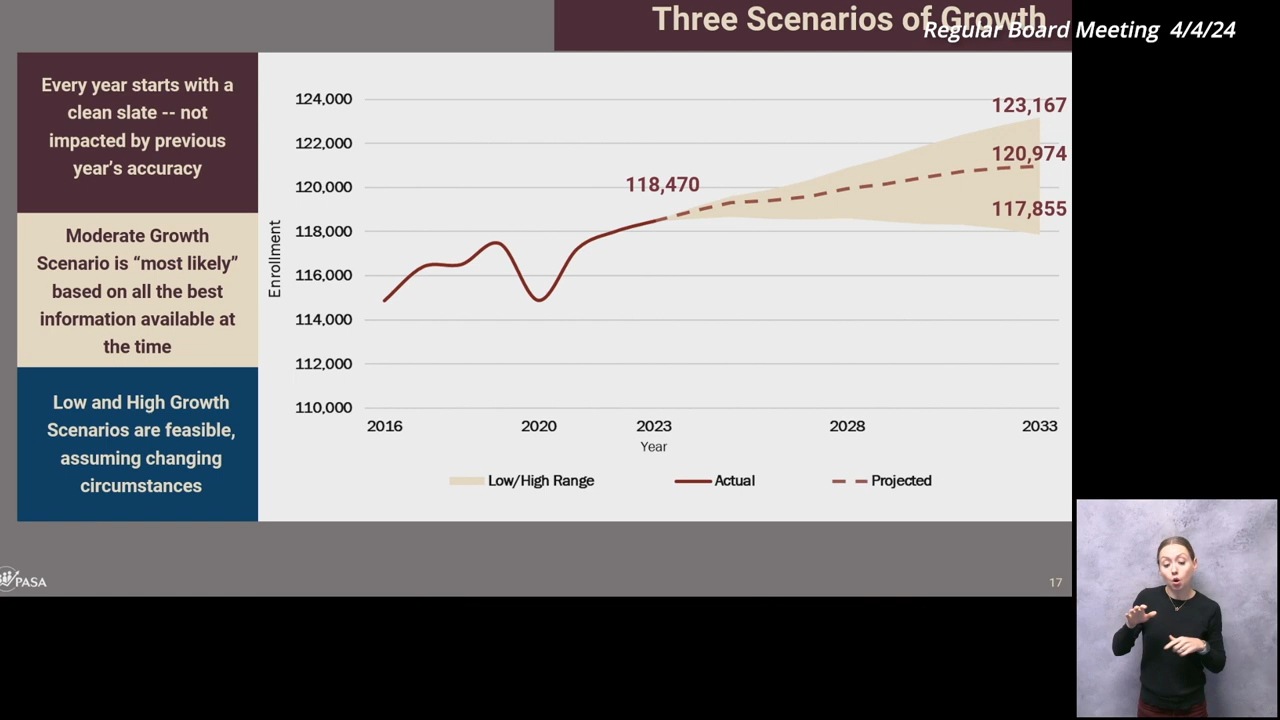 Three Scenarios of Growth
Regular Board Meeting 4/4/24
Every year starts with a
clean slate -- not
impacted by previous
year's accuracy
Moderate Growth
Scenario is “most likely”
based on all the best
information available at
the time
Low and High Growth
Scenarios are feasible,
assuming changing
circumstances
124,000
122,000
120,000
118,000
116,000
114,000
112,000
110,000
Enrollment
118,470
123,167
120,974
117,855
2016 2020 2023 2028 2033
Year
Low/High Range Actual Projected
PASA
17